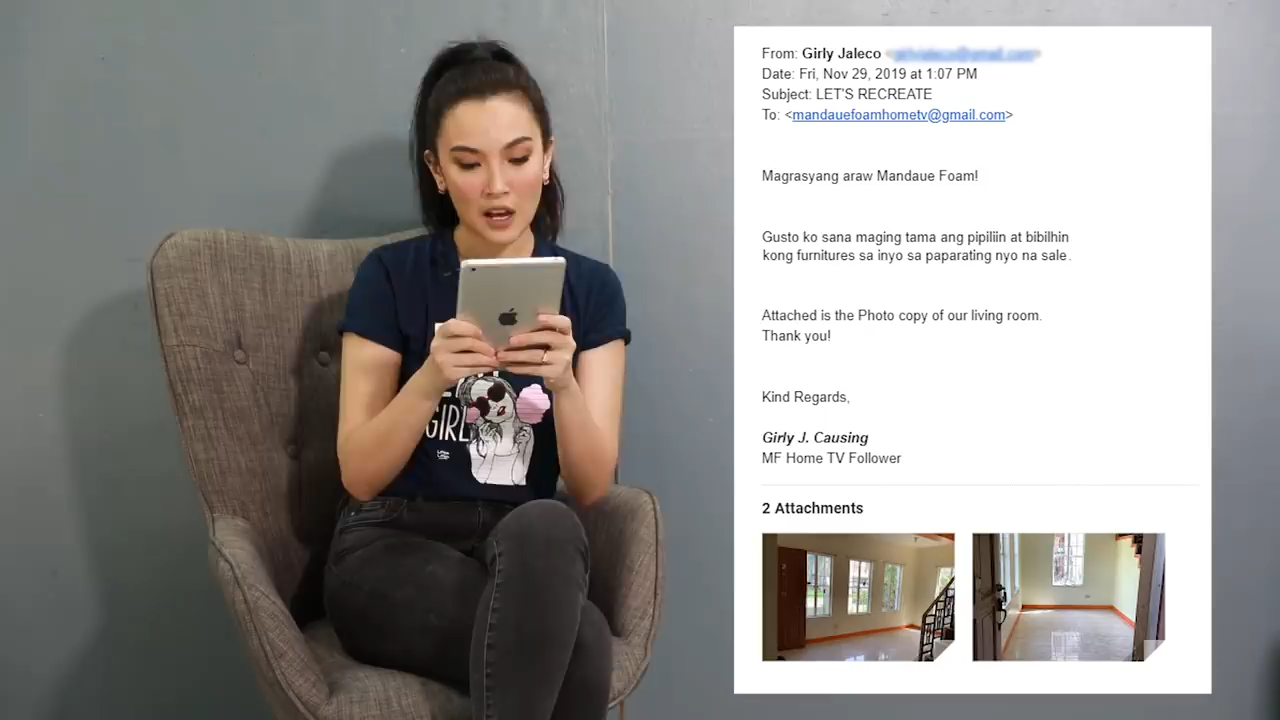 From: Girly Jaleco
Date: Fri, Nov 29, 2019 at 1:07 PM
Subject: LET'S RECREATE
To: <mandauefoamhometv@gmail.com>
Magrasyang araw Mandaue Foam!
Gusto ko sana maging tama ang pipiliin at bibilhin
kong furnitures sa inyo sa paparating nyo na sale.
Attached is the Photo copy of our living room.
Thank you!
Kind Regards,
Girly J. Causing
MF Home TV Follower
2 Attachments
GIRL